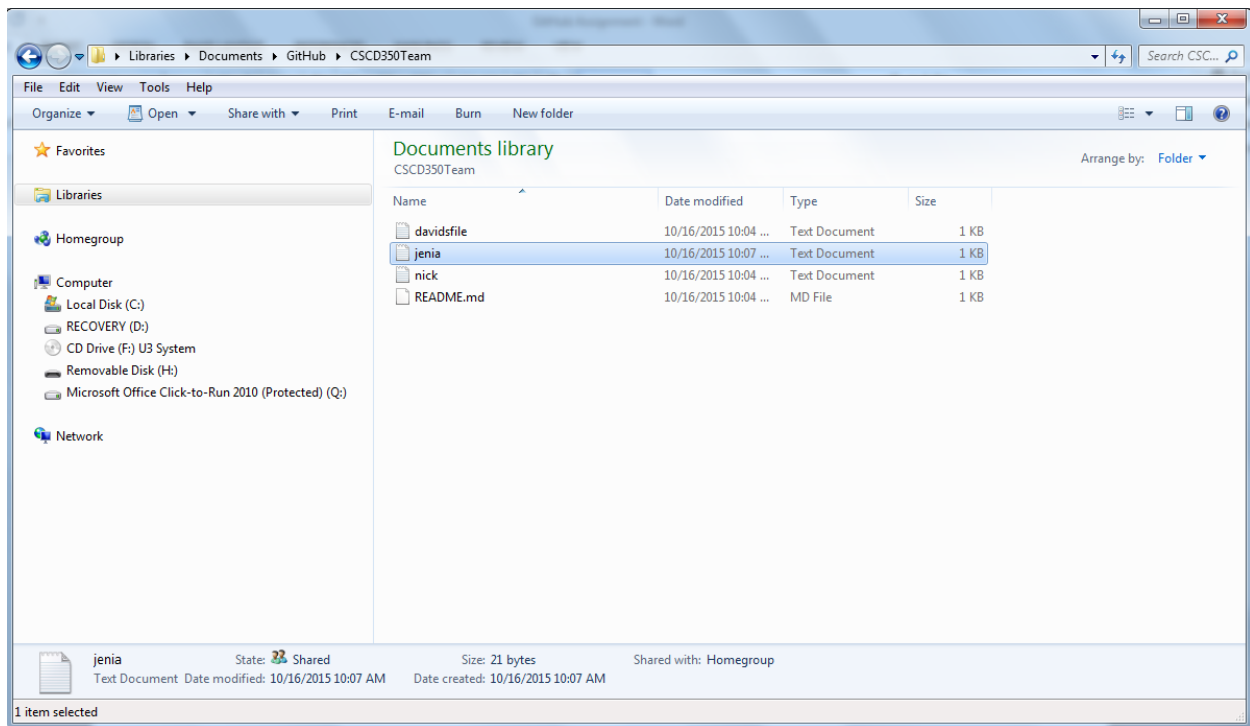 GitHub Assignment - Word
Libraries Documents GitHub CSCD350Team
Search CSC...
File Edit View Tools Help
Organize Open Share with Print E-mail Burn New folder
Favorites
Libraries
Homegroup
Computer
Local Disk (C:)
RECOVERY (D:)
CD Drive (F:) U3 System
Removable Disk (H:)
Microsoft Office Click-to-Run 2010 (Protected) (Q:)
Network
Documents library
CSCD350Team
Arrange by: Folder
Name Date modified Type Size
davidsfile 10/16/2015 10:04 ... Text Document 1 KB
jenia 10/16/2015 10:07 ... Text Document 1 KB
nick 10/16/2015 10:04 ... Text Document 1 KB
README.md 10/16/2015 10:04 ... MD File 1 KB
jenia State: Shared Size: 21 bytes Shared with: Homegroup
Text Document Date modified: 10/16/2015 10:07 AM Date created: 10/16/2015 10:07 AM
1 item selected